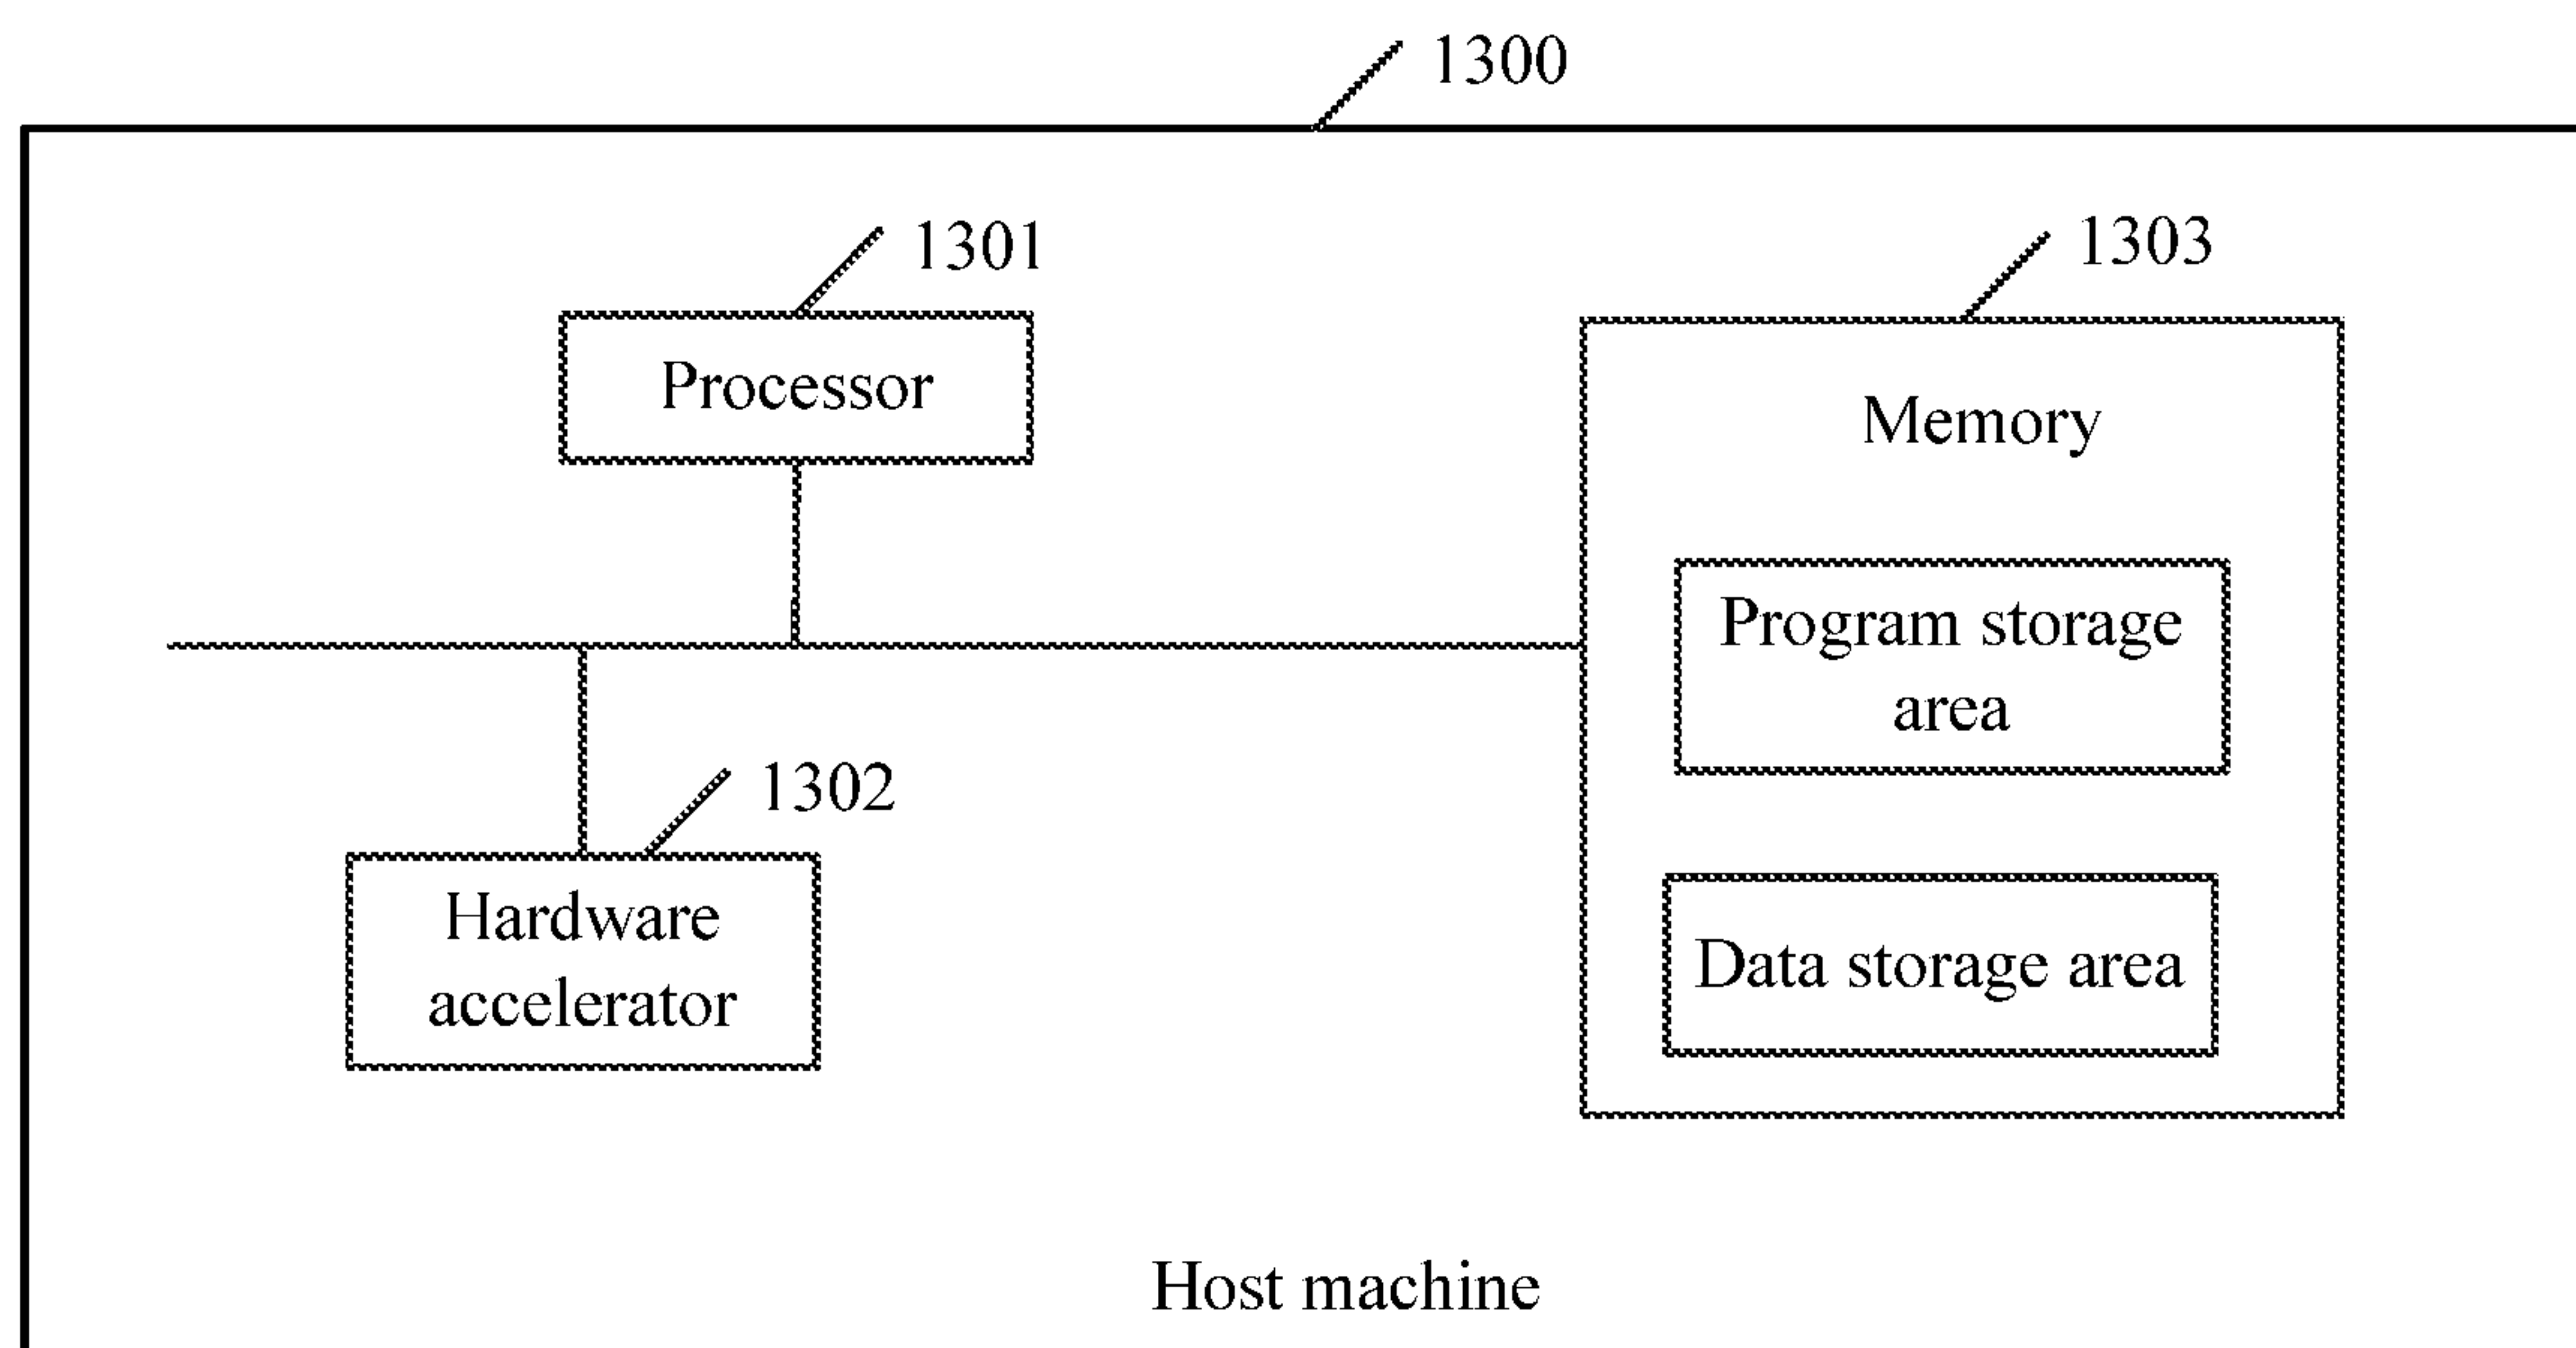 1300
1301
1303
Processor
Memory
Program storage
area
1302
Hardware
accelerator
Data storage area
Host machine